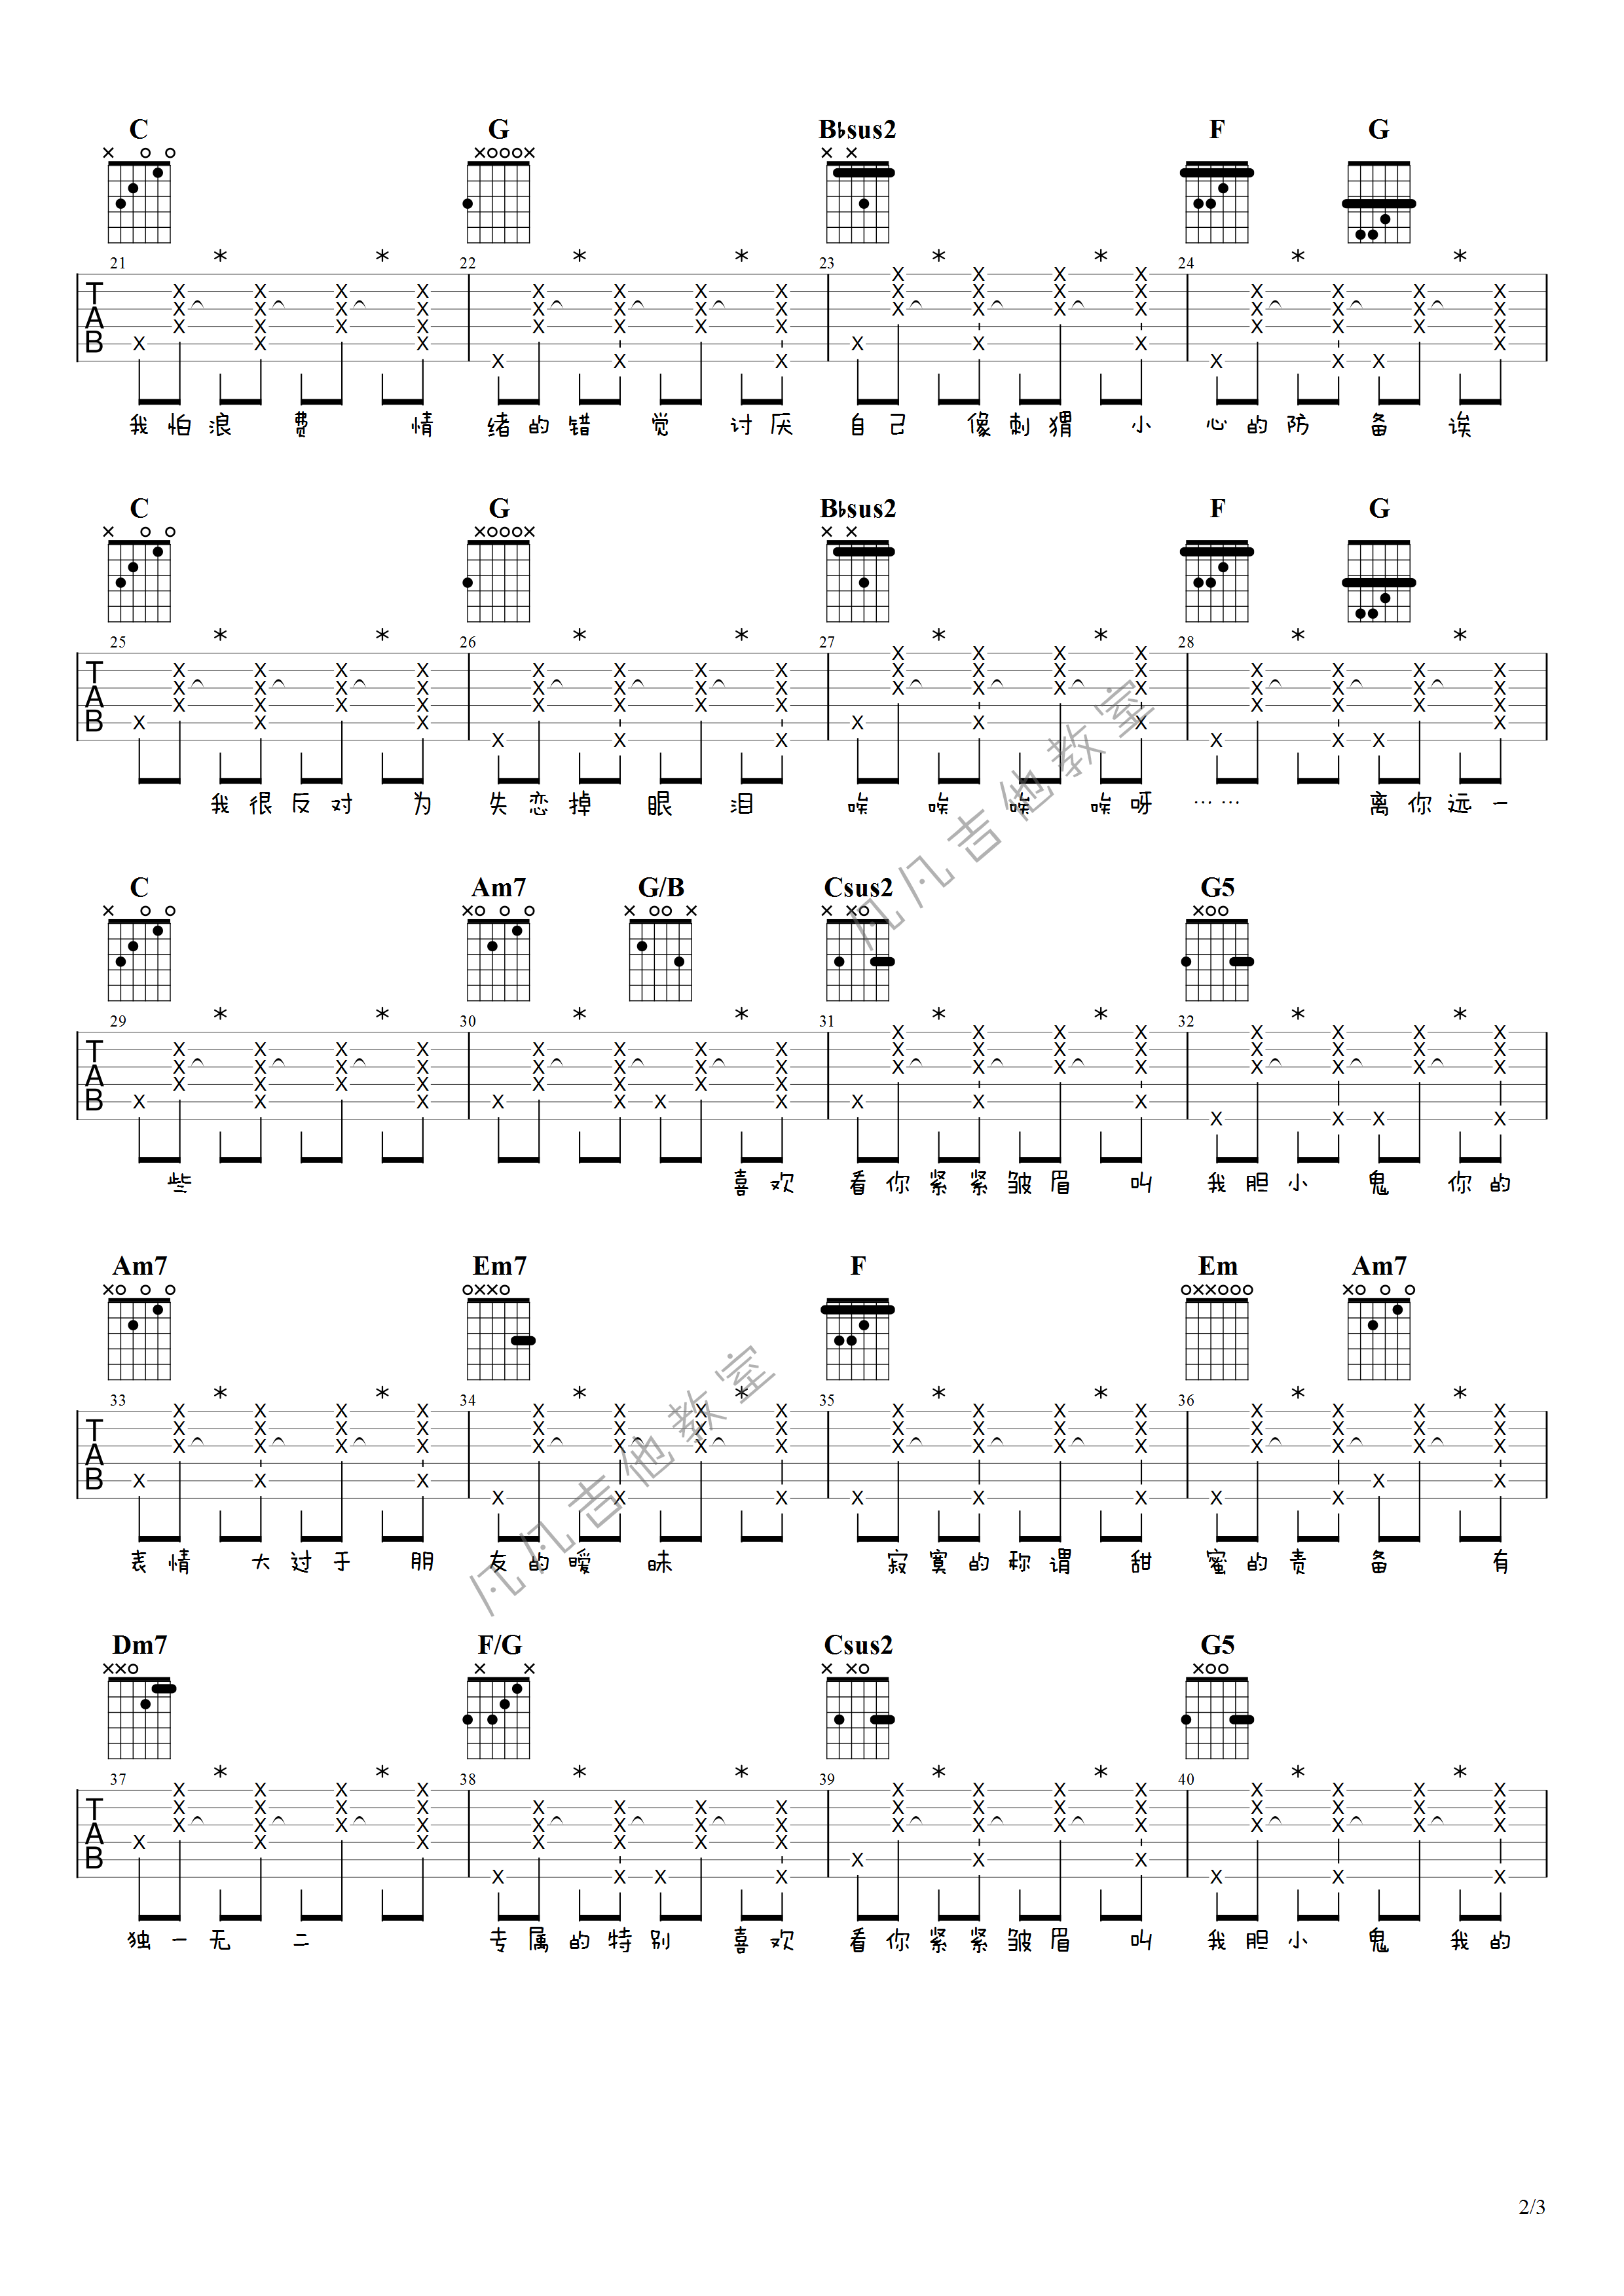 C G B♭sus2 F G
21 22 23 24
T
A
B
我怕浪 费 情 绪的错 觉 讨厌 自己 像刺猬 小 心的防 备 诶
C G B♭sus2 F G
25 26 27 28
T
A
B
我很反对 为 失恋掉 眼 泪 唉 唉 唉 唉呀…… 离你远一
C Am7 G/B Csus2 G5
29 30 31 32
T
A
B
些 喜欢 看你紧紧皱眉 叫 我胆小 鬼 你的
Am7 Em7 F Em Am7
33 34 35 36
T
A
B
表情 大过于 朋 友的暧 昧 寂寞的称谓 甜 蜜的责 备 有
Dm7 F/G Csus2 G5
37 38 39 40
T
A
B
独一无 二 专属的特别 喜欢 看你紧紧皱眉 叫 我胆小 鬼 我的
凡凡吉他教室
凡凡吉他教室
2/3